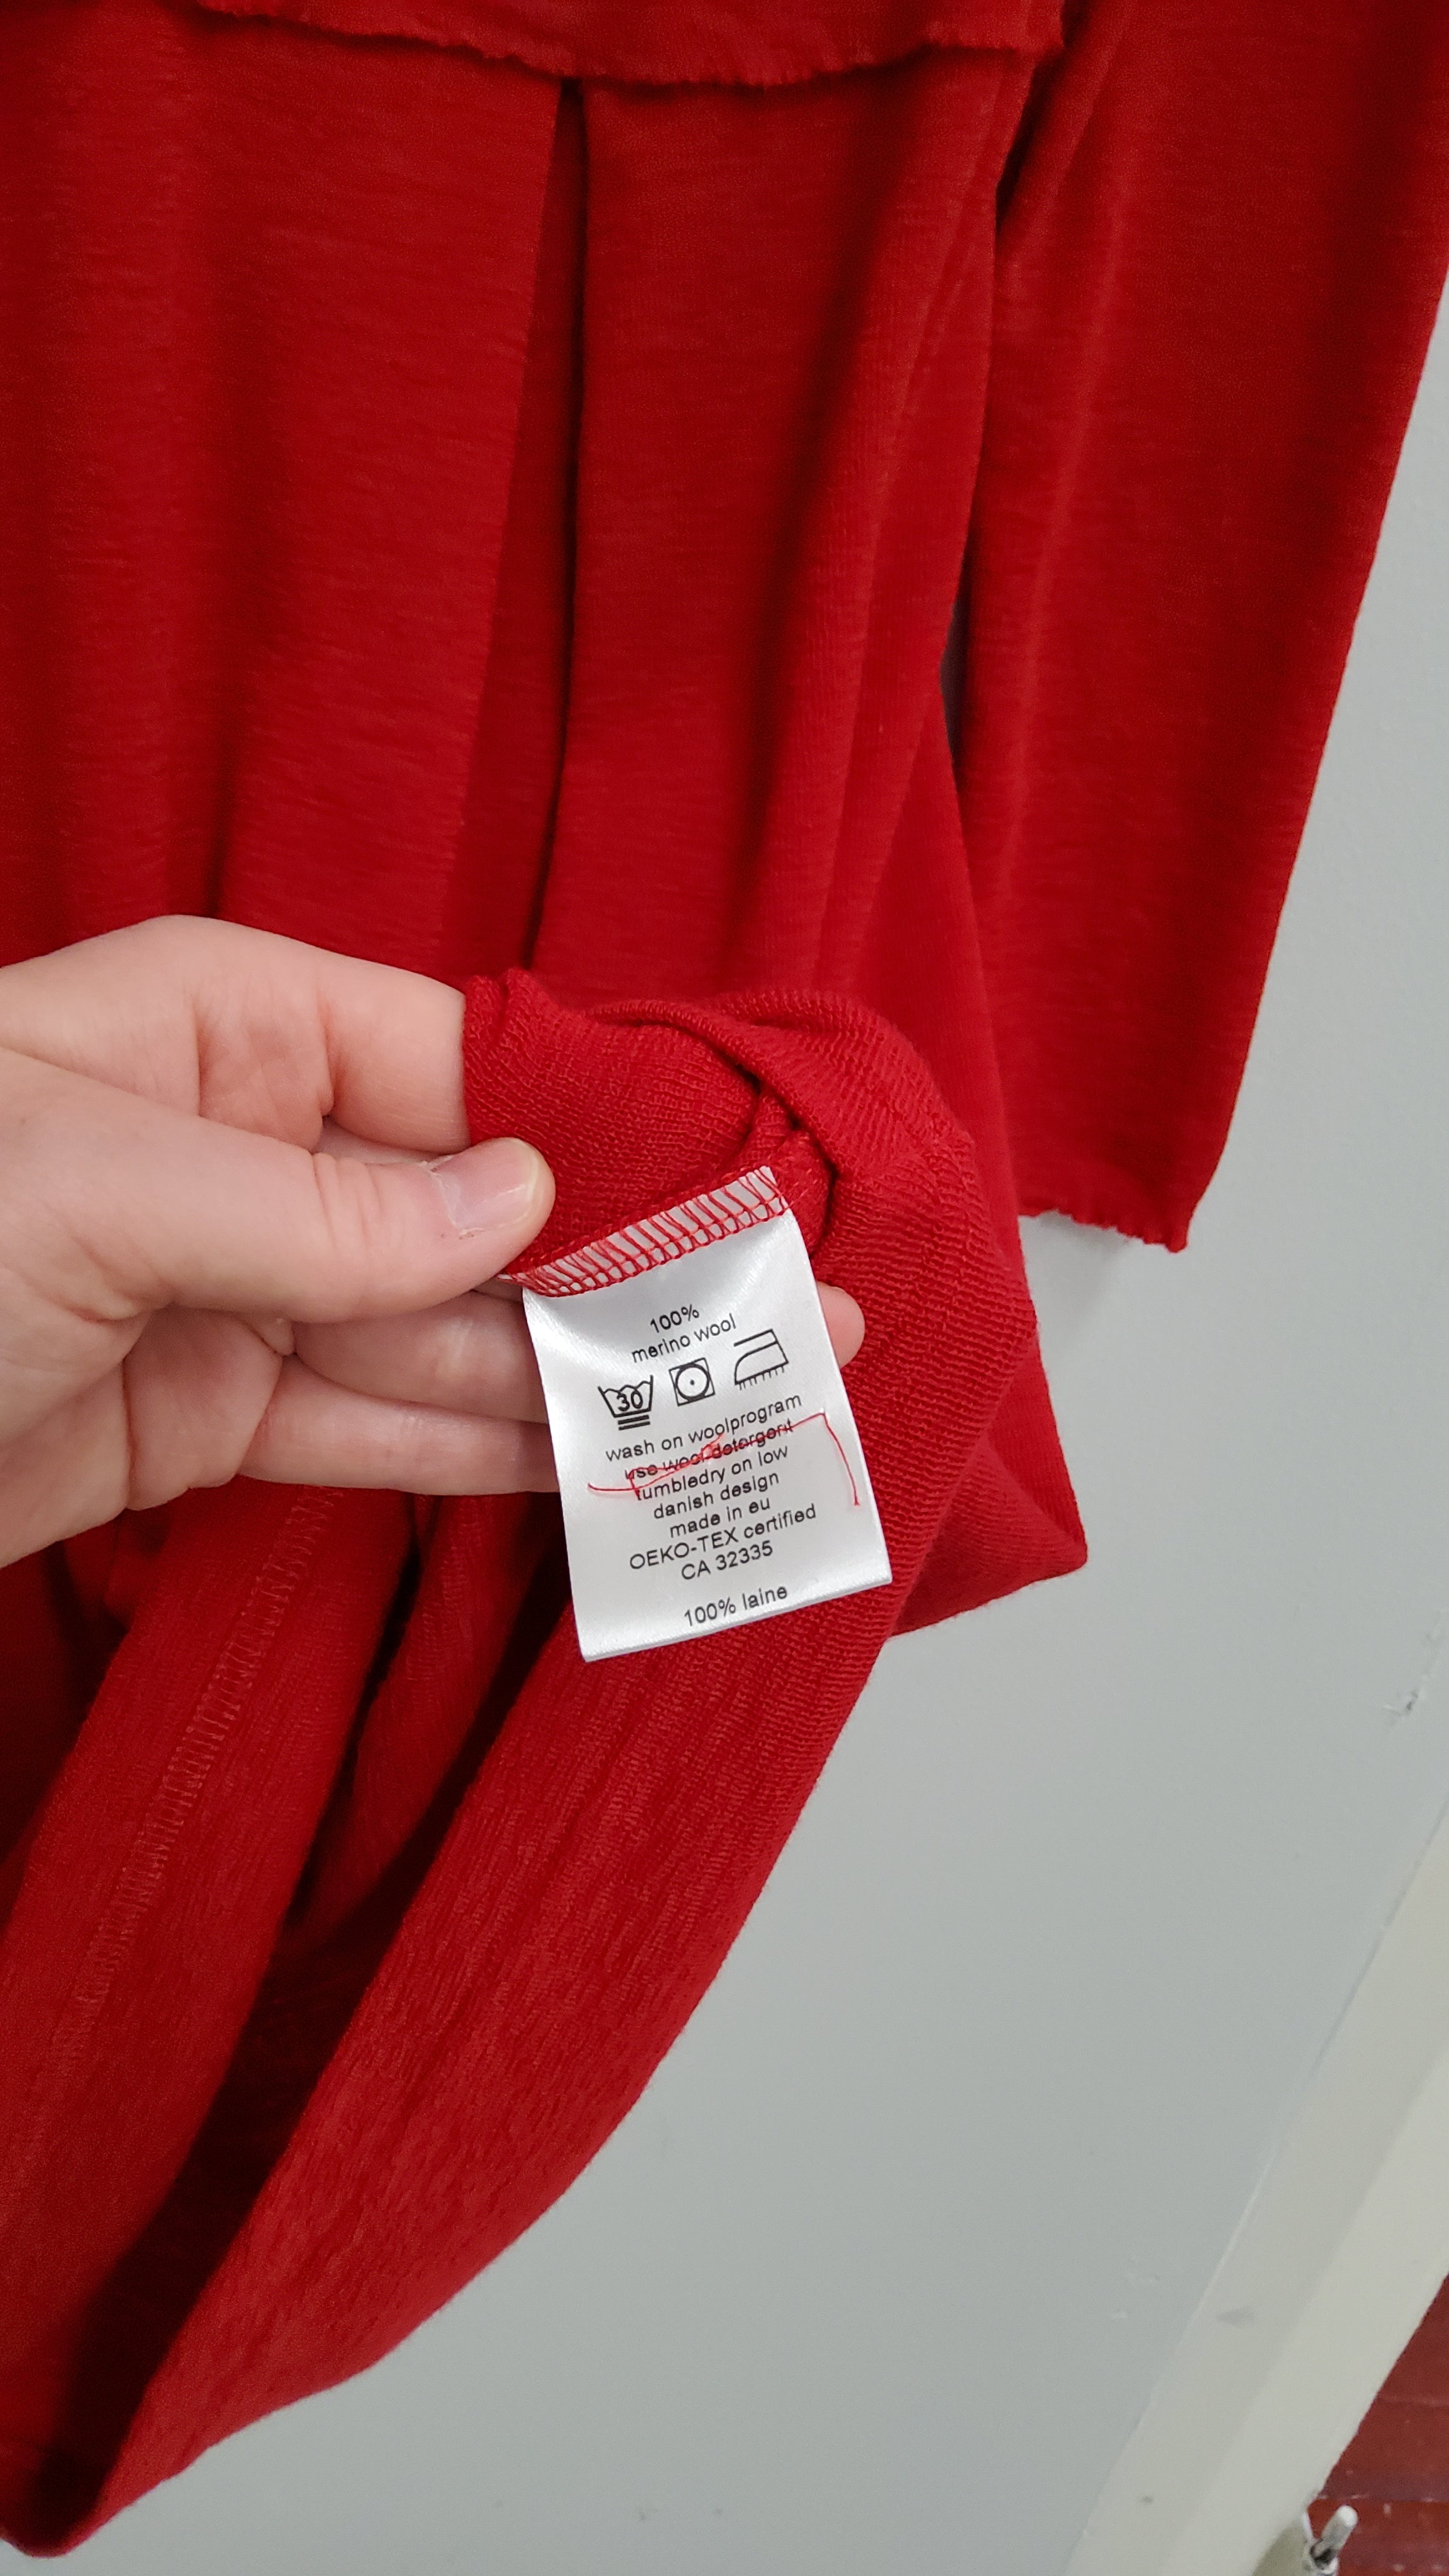 100%
merino wool
30
wash on woolprogram
use wool detergent
tumbledry on low
danish design
made in eu
OEKO-TEX certified
CA 32335
100% laine